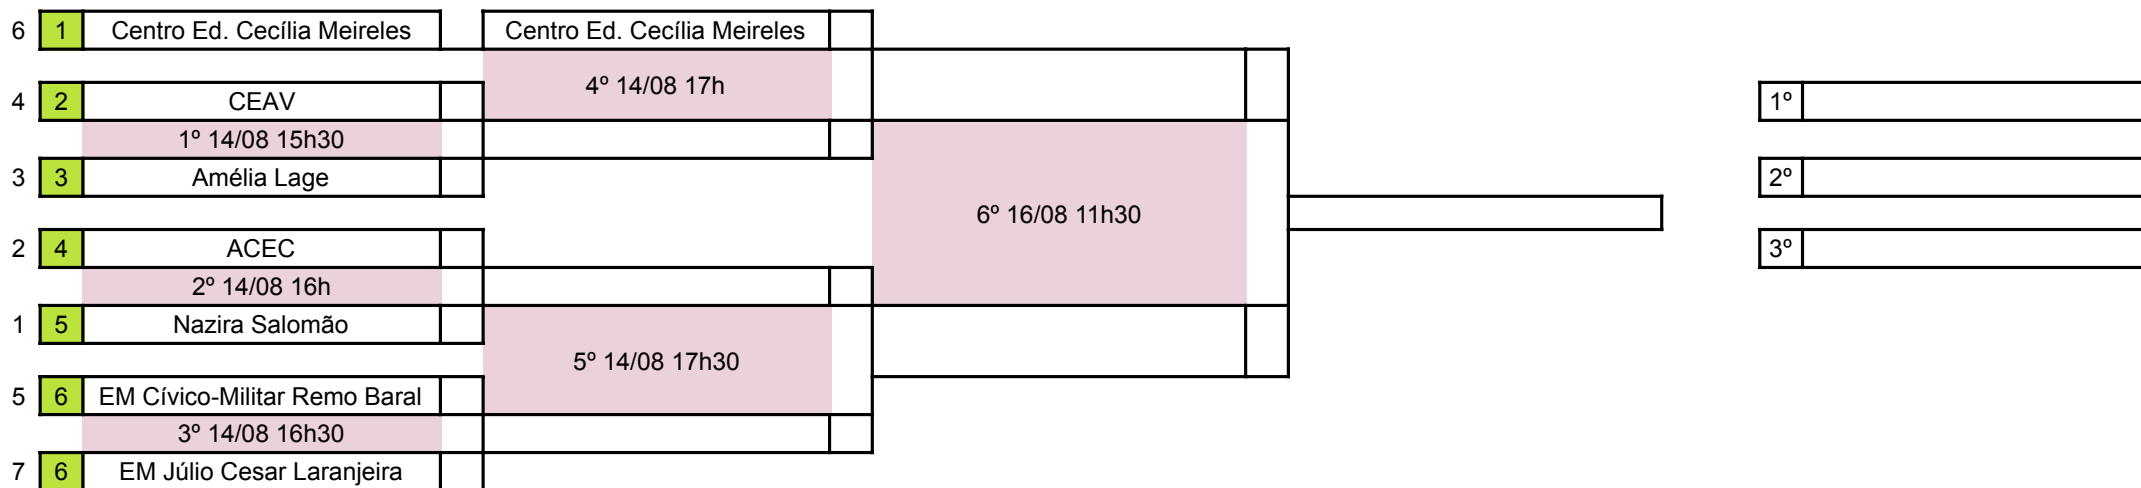 6 1 Centro Ed. Cecília Meireles Centro Ed. Cecília Meireles
4º 14/08 17h
4 2 CEAV 1º
1º 14/08 15h30
3 3 Amélia Lage 2º
6º 16/08 11h30
2 4 ACEC 3º
2º 14/08 16h
1 5 Nazira Salomão
5º 14/08 17h30
5 6 EM Cívico-Militar Remo Baral
3º 14/08 16h30
7 6 EM Júlio Cesar Laranjeira